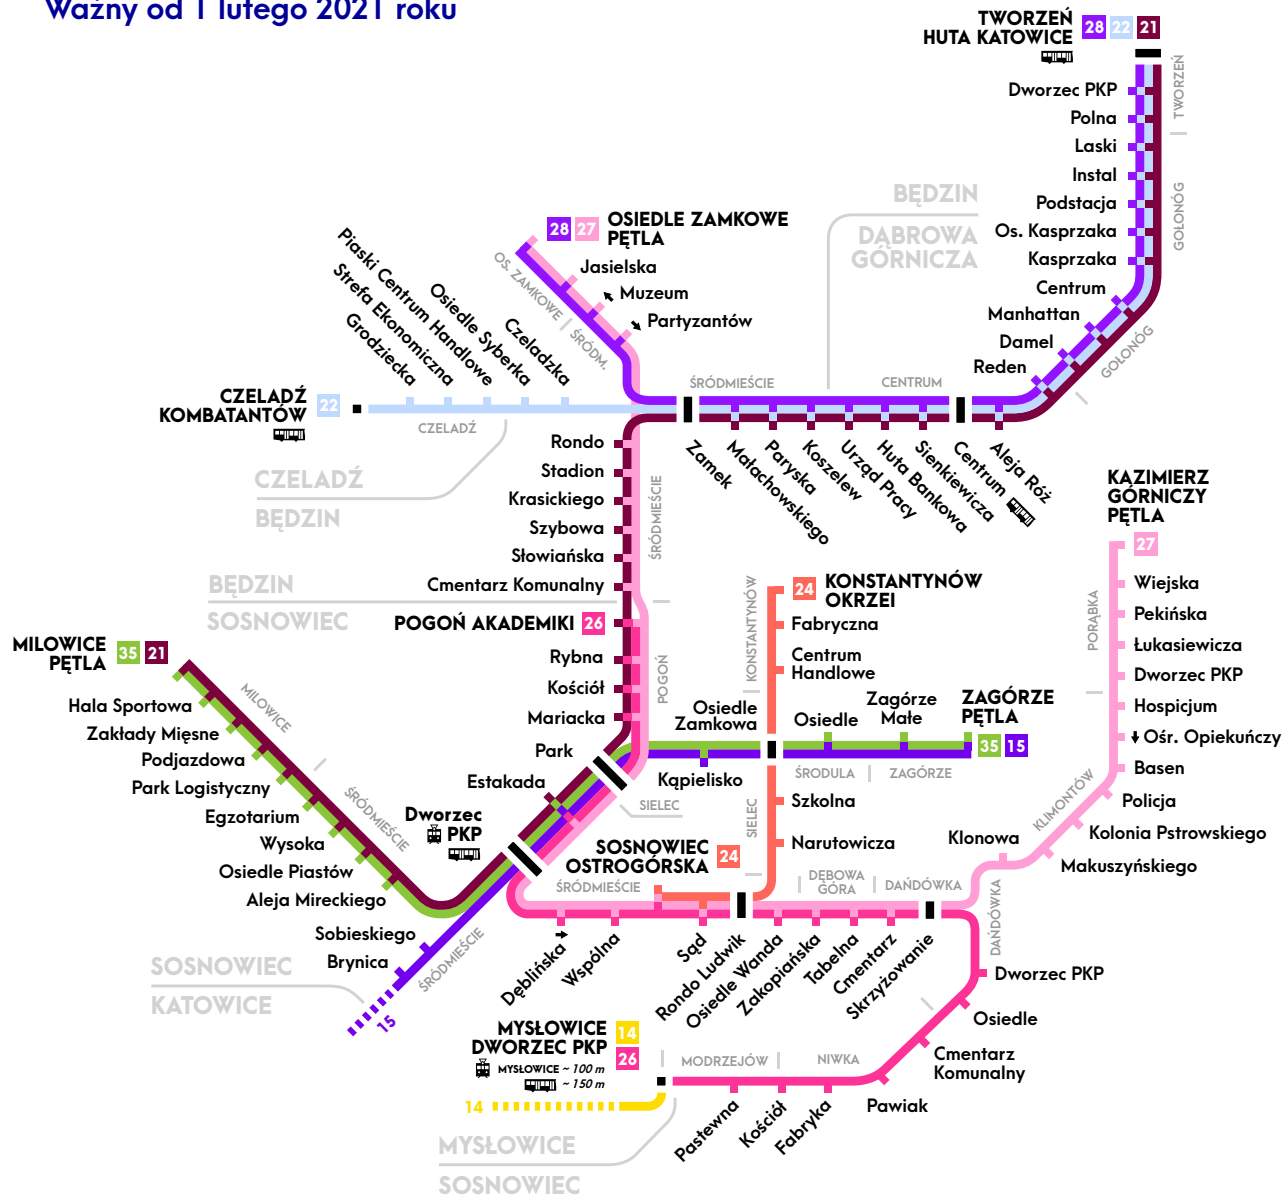 Ważny od 1 lutego 2021 roku
TWORZEŃ
HUTA KATOWICE
28 22 21
Dworzec PKP
Polna
Laski
Instal
Podstacja
Os. Kasprzaka
Kasprzaka
Centrum
Manhattan
Damel
Reden
TWORZEŃ
GOŁONÓG
GOŁONÓG
BĘDZIN
DĄBROWA
GÓRNICZA
28 27
OSIEDLE ZAMKOWE
PĘTLA
Jasielska
Muzeum
Partyzantów
OS. ZAMKOWE
ŚRÓDM.
Piaski Centrum Handlowe
Strefa Ekonomiczna
Grodziecka
Osiedle Syberka
Czeladzka
CZELADŹ
KOMBATANTÓW
22
CZELADŹ
CZELADŹ
BĘDZIN
ŚRÓDMIEŚCIE
CENTRUM
Zamek
Małachowskiego
Paryska
Koszelew
Urząd Pracy
Huta Bankowa
Sienkiewicza
Centrum
Aleja Róż
Rondo
Stadion
Krasickiego
Szybowa
Słowiańska
Cmentarz Komunalny
ŚRÓDMIEŚCIE
BĘDZIN
SOSNOWIEC
POGOŃ AKADEMIKI 26
Rybna
Kościół
Mariacka
Park
POGOŃ
Estakada
Dworzec
PKP
SIELEC
MILOWICE
PĘTLA
35 21
Hala Sportowa
Zakłady Mięsne
Podjazdowa
Park Logistyczny
Egzotarium
Wysoka
Osiedle Piastów
Aleja Mireckiego
MILOWICE
ŚRÓDMIEŚCIE
Sobieskiego
Brynica
ŚRÓDMIEŚCIE
15
SOSNOWIEC
KATOWICE
24
KONSTANTYNÓW
OKRZEI
Fabryczna
Centrum
Handlowe
KONSTANTYNÓW
Osiedle
Zamkowa
Kąpielisko
Osiedle
Zagórze
Małe
ZAGÓRZE
PĘTLA
35 15
ŚRODULA
ZAGÓRZE
SIELEC
Szkolna
Narutowicza
SOSNOWIEC
OSTROGÓRSKA
24
ŚRÓDMIEŚCIE
DĘBOWA
GÓRA
DAŃDÓWKA
Dęblińska
Wspólna
Sąd
Rondo Ludwik
Osiedle Wanda
Zakopiańska
Tabelna
Cmentarz
Skrzyżowanie
KAZIMIERZ
GÓRNICZY
PĘTLA
27
Wiejska
Pekińska
Łukasiewicza
Dworzec PKP
Hospicjum
Ośr. Opiekuńczy
Basen
Policja
Kolonia Pstrowskiego
Makuszyńskiego
Klonowa
PORĄBKA
KLIMONTÓW
DAŃDÓWKA
Dworzec PKP
Osiedle
Cmentarz
Komunalny
Pawiak
Fabryka
Kościół
Pastewna
MODRZEJÓW
NIWKA
MYSŁOWICE
DWORZEC PKP
14
26
MYSŁOWICE ~ 100 m
~ 150 m
14
MYSŁOWICE
SOSNOWIEC